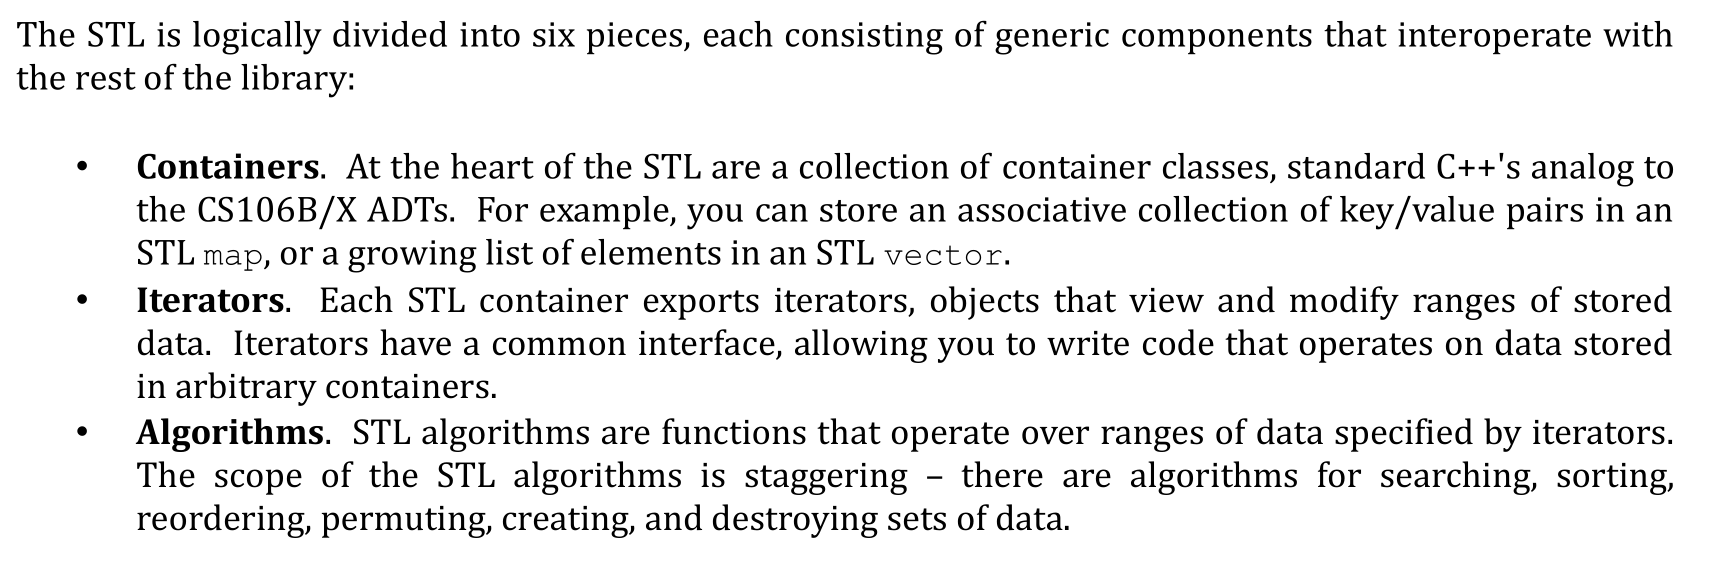 The STL is logically divided into six pieces, each consisting of generic components that interoperate with
the rest of the library:
• Containers.  At the heart of the STL are a collection of container classes, standard C++'s analog to
the CS106B/X ADTs.  For example, you can store an associative collection of key/value pairs in an
STL map, or a growing list of elements in an STL vector.
• Iterators.  Each STL container exports iterators, objects that view and modify ranges of stored
data.  Iterators have a common interface, allowing you to write code that operates on data stored
in arbitrary containers.
• Algorithms.  STL algorithms are functions that operate over ranges of data specified by iterators.
The scope of the STL algorithms is staggering – there are algorithms for searching, sorting,
reordering, permuting, creating, and destroying sets of data.